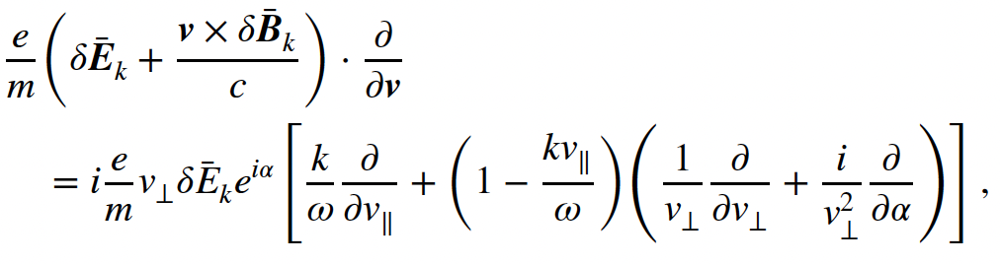 \frac{e}{m}\left(\delta\bar{\boldsymbol{E}}_k + \frac{\boldsymbol{v} \times \delta\bar{\boldsymbol{B}}_k}{c}\right) \cdot \frac{\partial}{\partial \boldsymbol{v}}
= i\frac{e}{m} v_\perp \delta\bar{E}_k e^{i\alpha} \left[\frac{k}{\omega}\frac{\partial}{\partial v_\parallel} + \left(1 - \frac{k v_\parallel}{\omega}\right)\left(\frac{1}{v_\perp}\frac{\partial}{\partial v_\perp} + \frac{i}{v_\perp^2}\frac{\partial}{\partial \alpha}\right)\right],